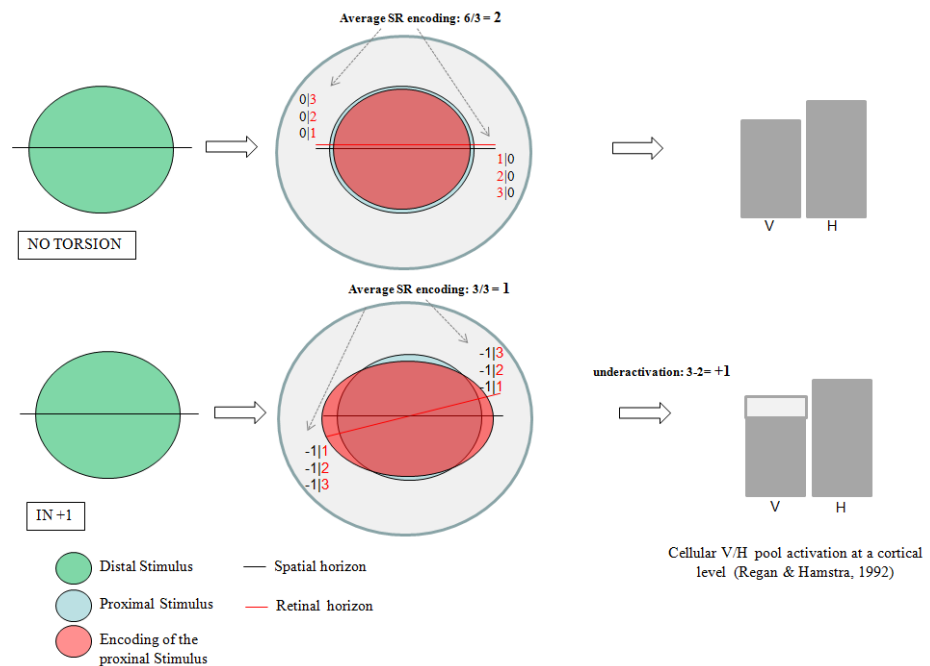 Average SR encoding: 6/3 = 2
0|3
0|2
0|1
1|0
2|0
3|0
V H
NO TORSION
Average SR encoding: 3/3 = 1
-1|3
-1|2
-1|1
underactivation: 3-2= +1
-1|1
-1|2
-1|3
V H
IN +1
Cellular V/H pool activation at a cortical
level (Regan & Hamstra, 1992)
Distal Stimulus
Spatial horizon
Proximal Stimulus
Retinal horizon
Encoding of the
proxinal Stimulus